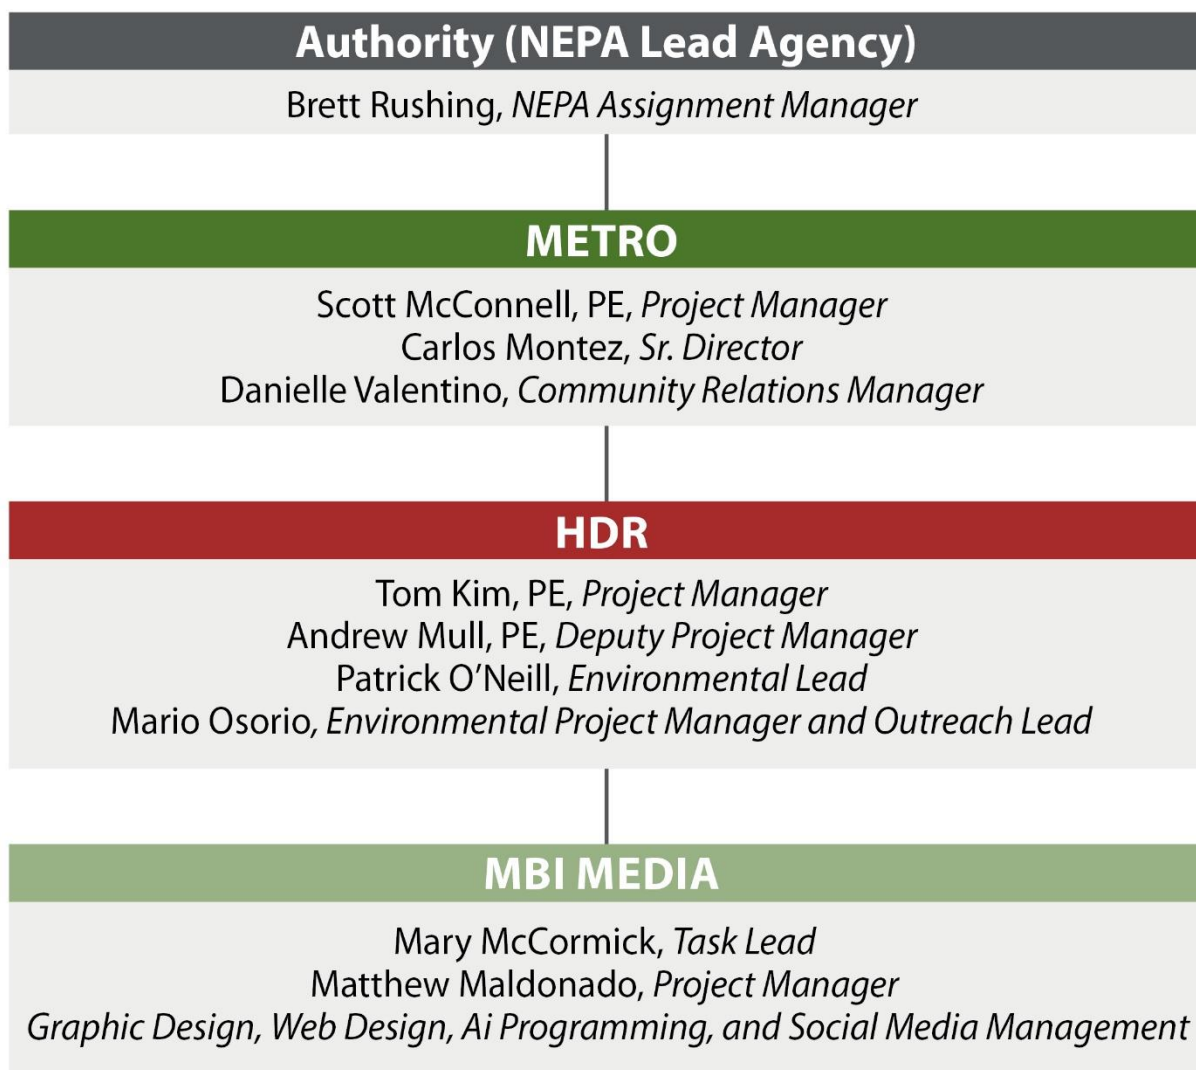 Authority (NEPA Lead Agency)
Brett Rushing, NEPA Assignment Manager
METRO
Scott McConnell, PE, Project Manager
Carlos Montez, Sr. Director
Danielle Valentino, Community Relations Manager
HDR
Tom Kim, PE, Project Manager
Andrew Mull, PE, Deputy Project Manager
Patrick O’Neill, Environmental Lead
Mario Osorio, Environmental Project Manager and Outreach Lead
MBI MEDIA
Mary McCormick, Task Lead
Matthew Maldonado, Project Manager
Graphic Design, Web Design, Ai Programming, and Social Media Management